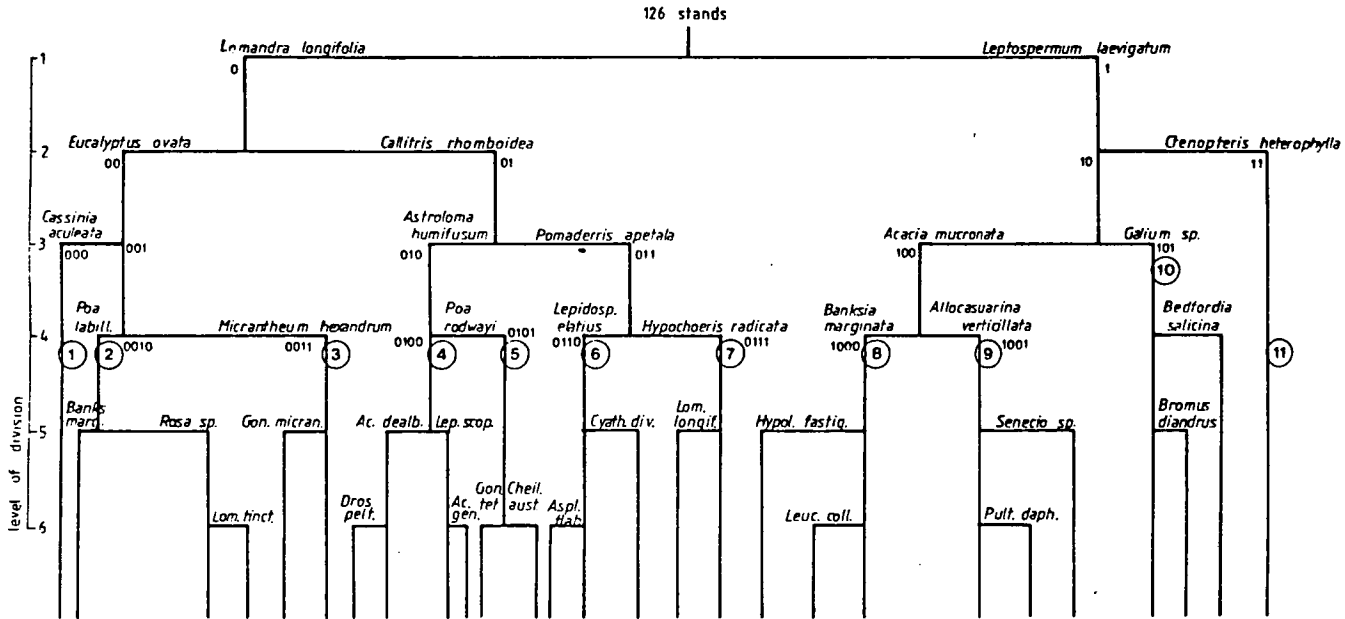 126 stands
Lomandra longifolia
Leptospermum laevigatum
1
0
1
Eucalyptus ovata
Callitris rhomboidea
Ctenopteris heterophylla
2
00
01
10
11
Cassinia
aculeata
Astroloma
humifusum
Pomaderris apetala
Acacia mucronata
Galium sp.
3
000
001
010
011
100
101
10
Poa
labill.
Micrantheum hexandrum
Poa
rodwayi
Lepidosp.
elatius
Hypochoeris radicata
Banksia
marginata
Allocasuarina
verticillata
Bedfordia
salicina
4
0010
0011
0100
0101
0110
0111
1000
1001
1
2
3
4
5
6
7
8
9
11
Banks
marg.
Rosa sp.
Gon. micran.
Ac. dealb.
Lep. scop.
Cyath. div.
Lom.
longif.
Hypol. fastig.
Senecio sp.
Bromus
diandrus
5
Lom. tinct.
Dros
pelt.
Ac.
gen.
Gon.
tet
Cheil.
aust
Aspl.
flab.
Leuc. coll.
Pult. daph.
6
level of division